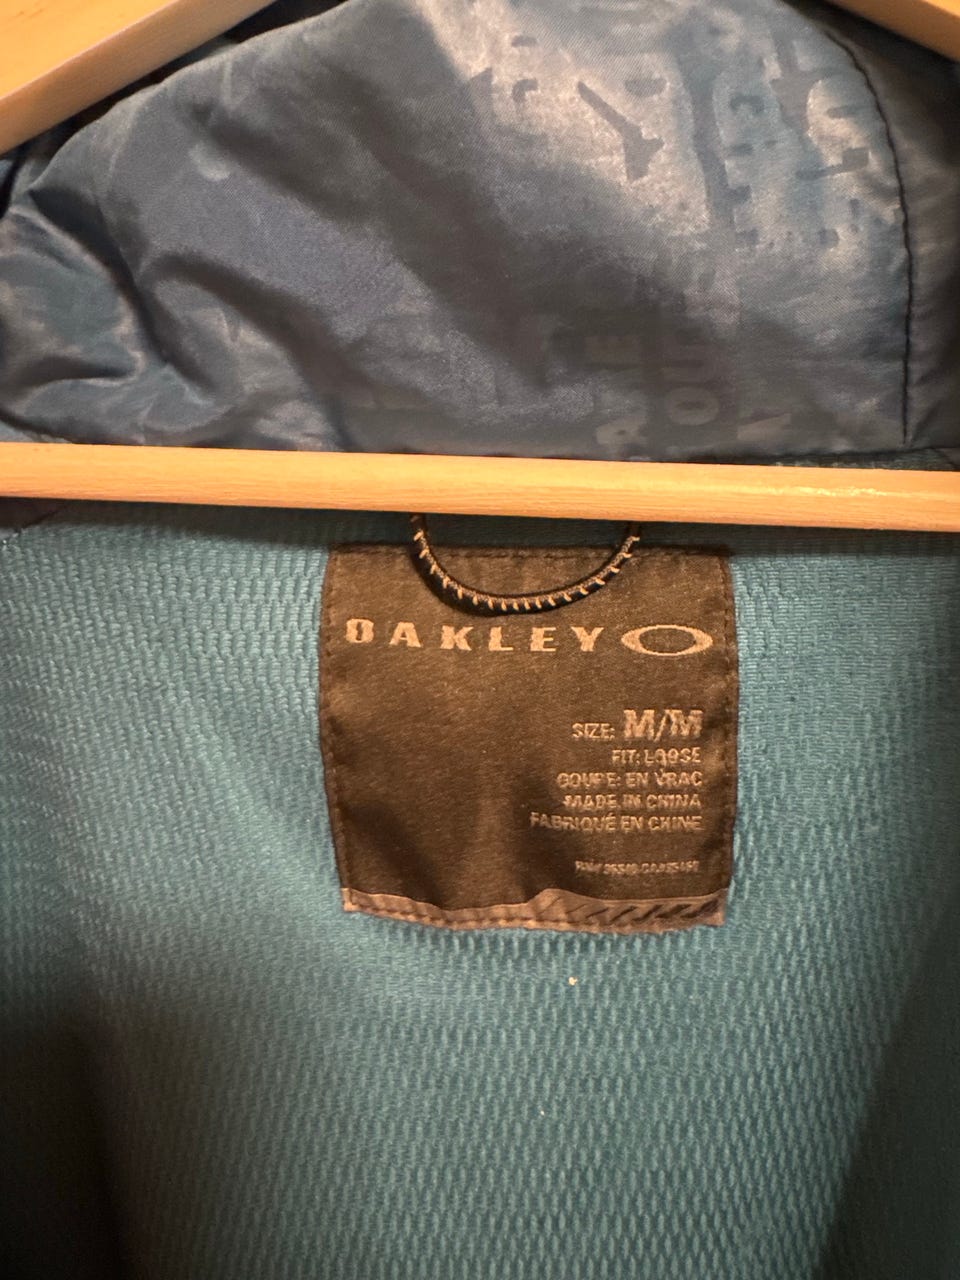 OAKLEY
SIZE: M/M
FIT: LOOSE
COUPE: EN VRAC
MADE IN CHINA
FABRIQUÉ EN CHINE